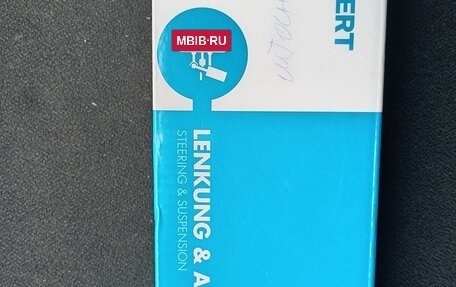 MBIB-RU
ERT
LENKUNG & A
STEERING & SUSPENSION